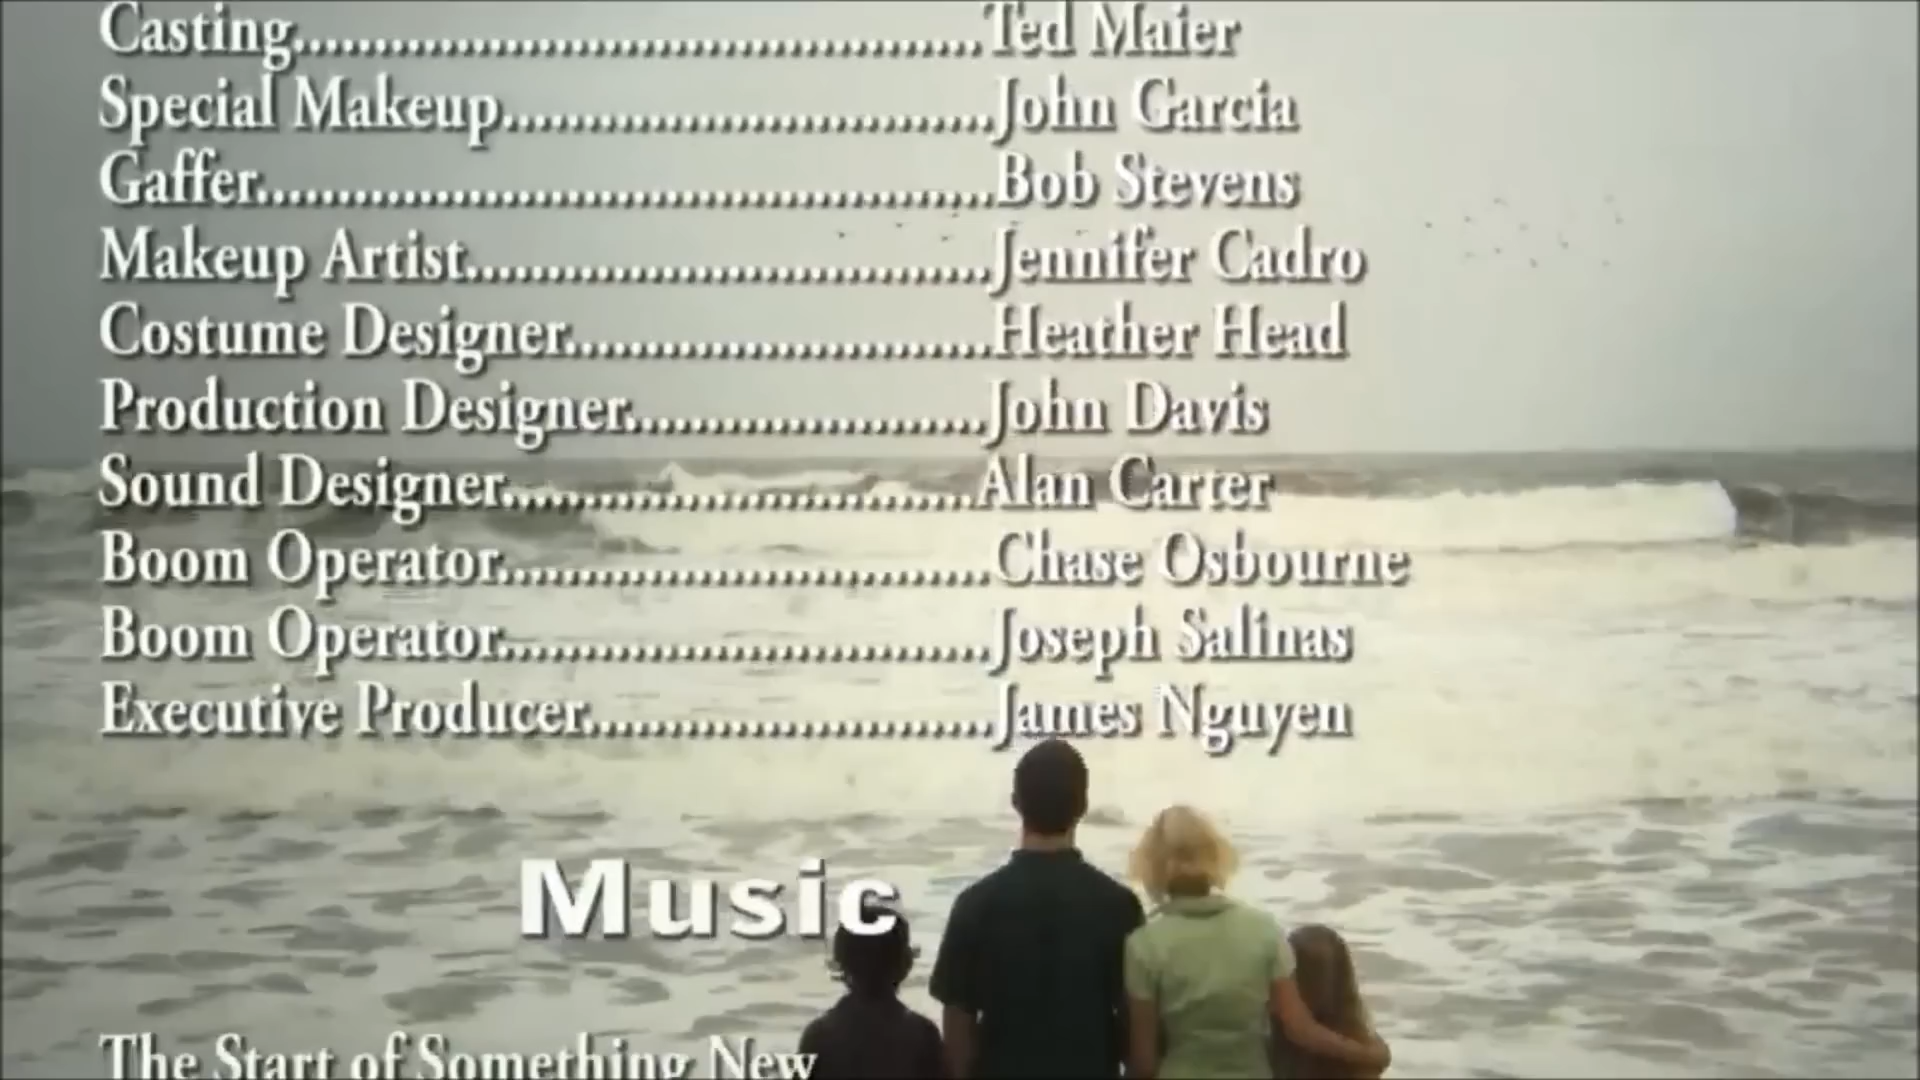 Casting..........................................Ted Maier
Special Makeup..............................John Garcia
Gaffer.............................................Bob Stevens
Makeup Artist................................Jennifer Cadro
Costume Designer..........................Heather Head
Production Designer......................John Davis
Sound Designer.............................Alan Carter
Boom Operator..............................Chase Osbourne
Boom Operator..............................Joseph Salinas
Executive Producer.........................James Nguyen
Music
The Start of Something New